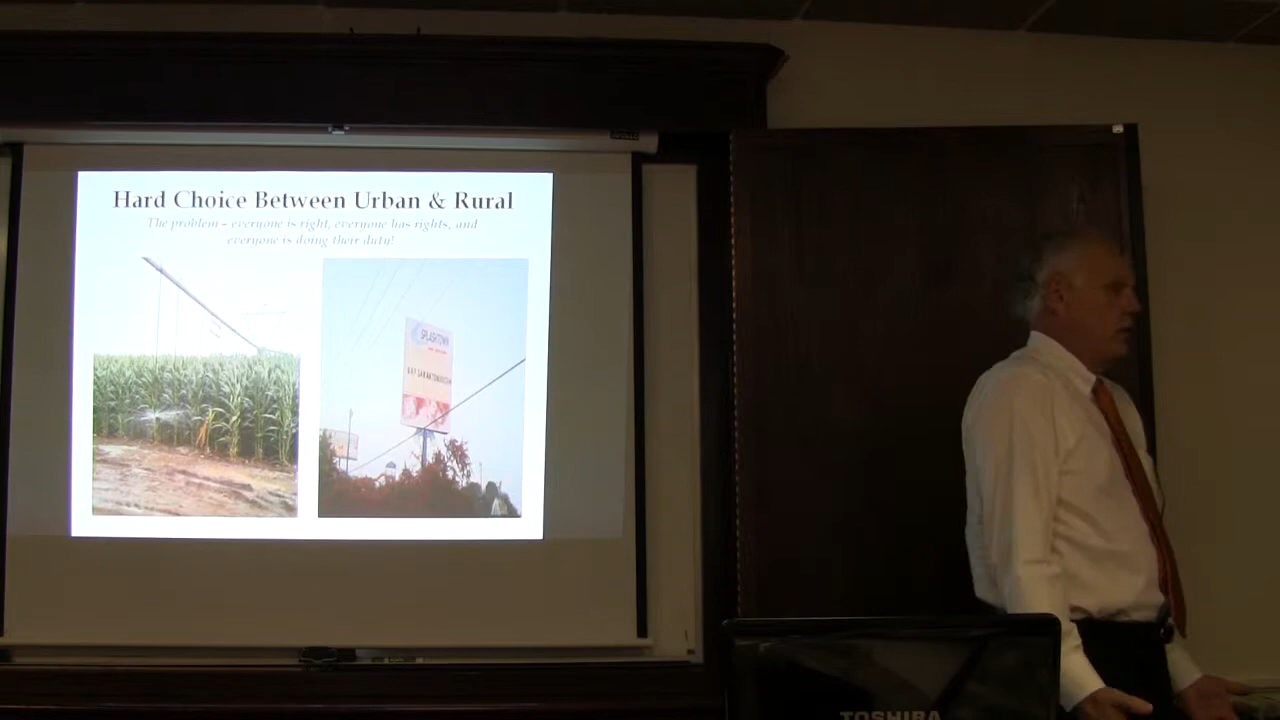 Hard Choice Between Urban & Rural
The problem – everyone is right, everyone has rights, and
everyone is doing their duty!
SPLASHTOWN
TOSHIBA